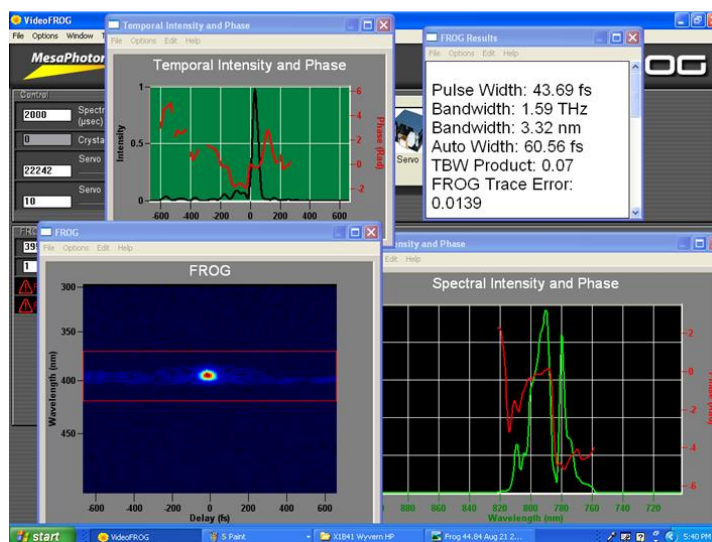 VideoFROG
File Options Window
MesaPhoton
OG
Control
2000
Spectr
(μsec)
0
Crysta
22242
Servo
10
Servo
Servo
Temporal Intensity and Phase
File Options Edit Help
Temporal Intensity and Phase
Intensity
1
0.5
0
-600 -400 -200 0 200 400 600
6
4
2
0
-2
Phase (Rad)
FROG Results
File Options Edit Help
Pulse Width: 43.69 fs
Bandwidth: 1.59 THz
Bandwidth: 3.32 nm
Auto Width: 60.56 fs
TBW Product: 0.07
FROG Trace Error:
0.0139
FROG
File Options Edit Help
FROG
Wavelength (nm)
300
350
400
450
-600 -400 -200 0 200 400 600
Delay (fs)
ensity and Phase
Edit Help
Spectral Intensity and Phase
2
0
-2
-4
-6
860 840 820 800 780 760 740 720
Wavelength (nm)
start
VideoFROG
5 Paint
X1B41 Wyvern HP
Frog 44.84 Aug 21 2...
5:40 PM